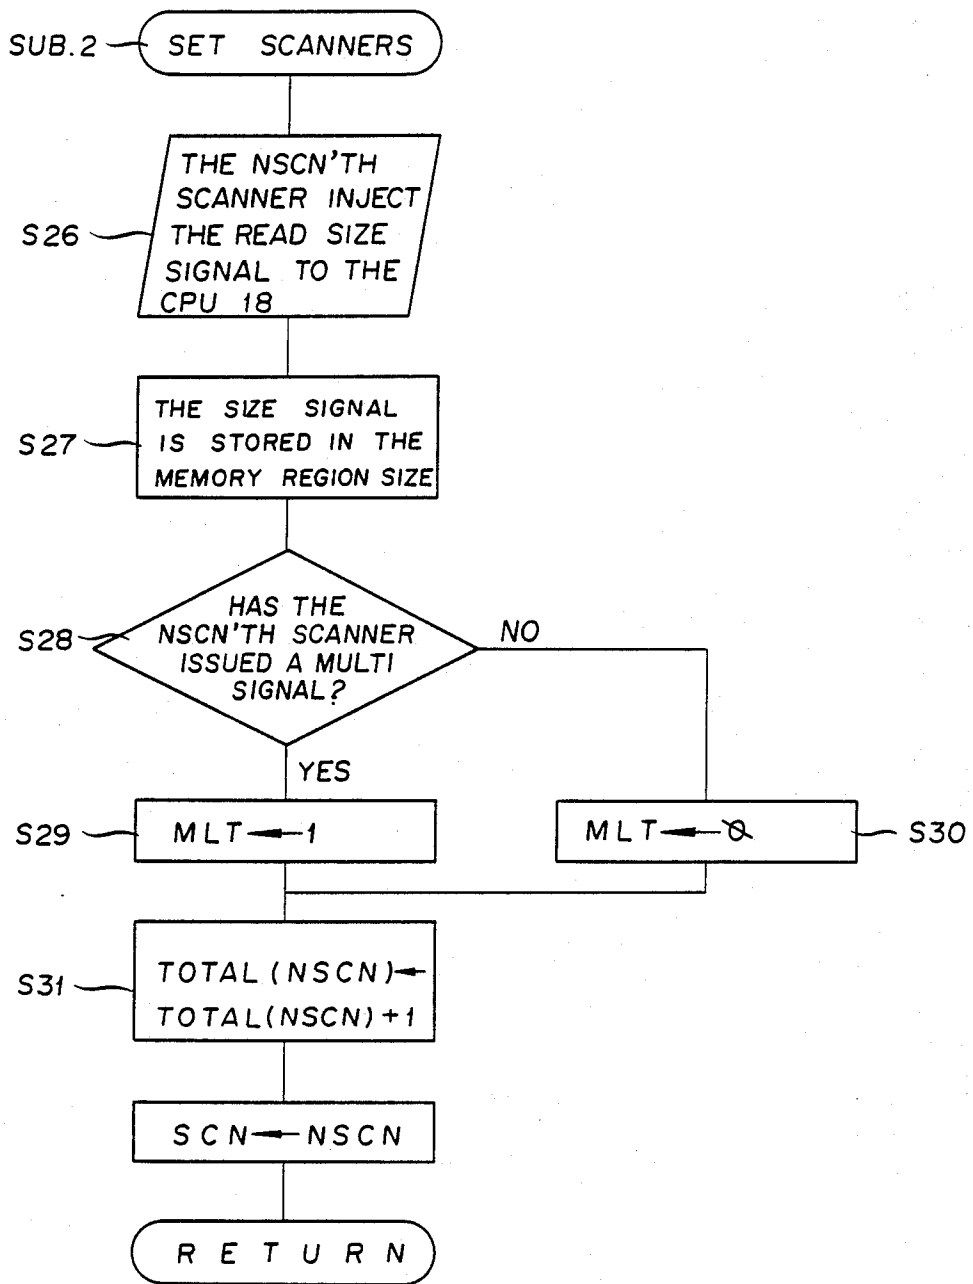 SUB.2 SET SCANNERS
THE NSCN'TH
SCANNER INJECT
S26 THE READ SIZE
SIGNAL TO THE
CPU 18
THE SIZE SIGNAL
S27 IS STORED IN THE
MEMORY REGION SIZE
HAS THE
S28 NSCN'TH SCANNER NO
ISSUED A MULTI
SIGNAL?
YES
S29 MLT←1 MLT←0 S30
TOTAL (NSCN)←
S31
TOTAL(NSCN)+1
SCN←NSCN
RETURN